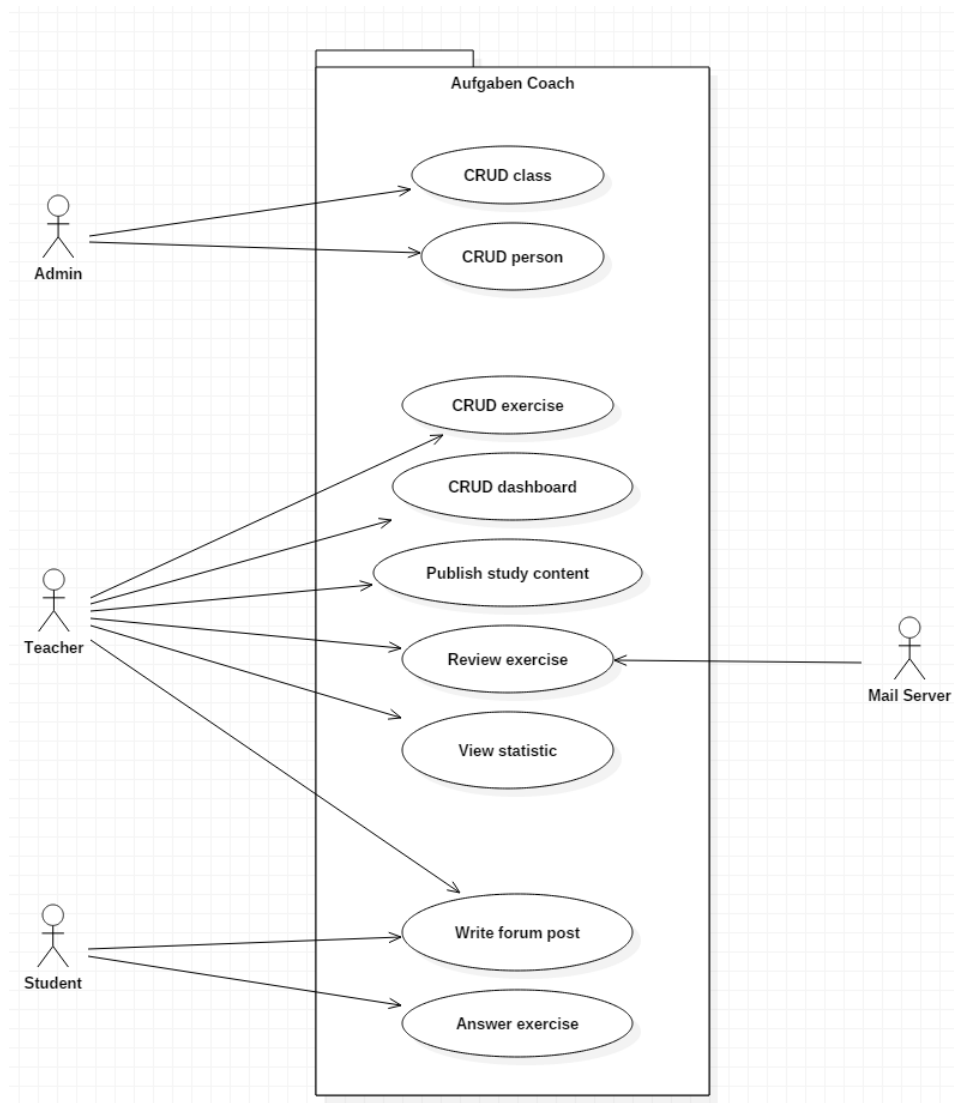 Aufgaben Coach
CRUD class
Admin
CRUD person
CRUD exercise
CRUD dashboard
Publish study content
Teacher
Review exercise
Mail Server
View statistic
Write forum post
Student
Answer exercise